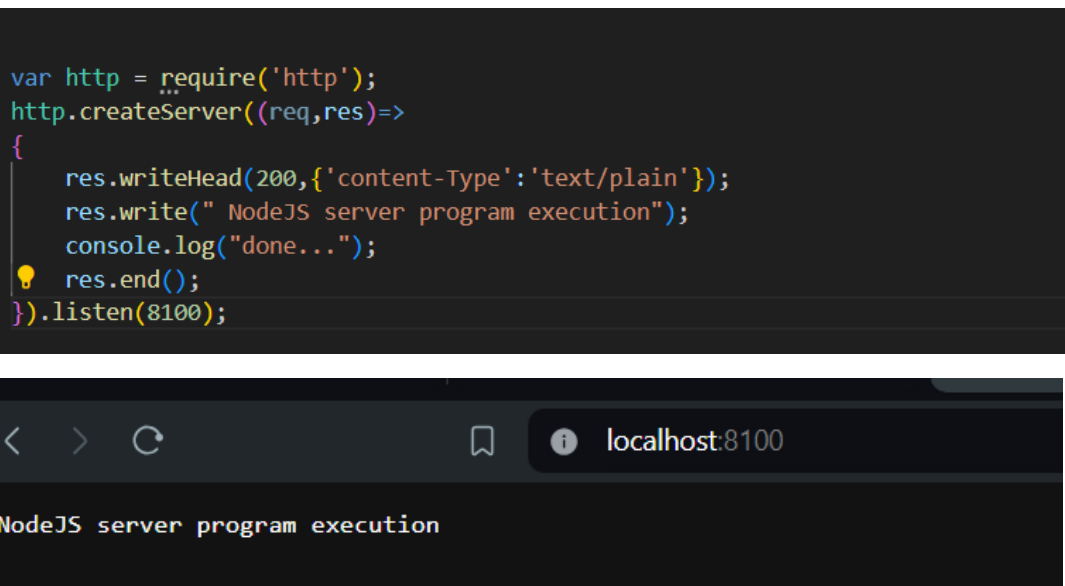 var http = require('http');
http.createServer((req,res)=>
{
    res.writeHead(200,{'content-Type':'text/plain'});
    res.write(" NodeJS server program execution");
    console.log("done...");
    res.end();
}).listen(8100);
localhost:8100
NodeJS server program execution